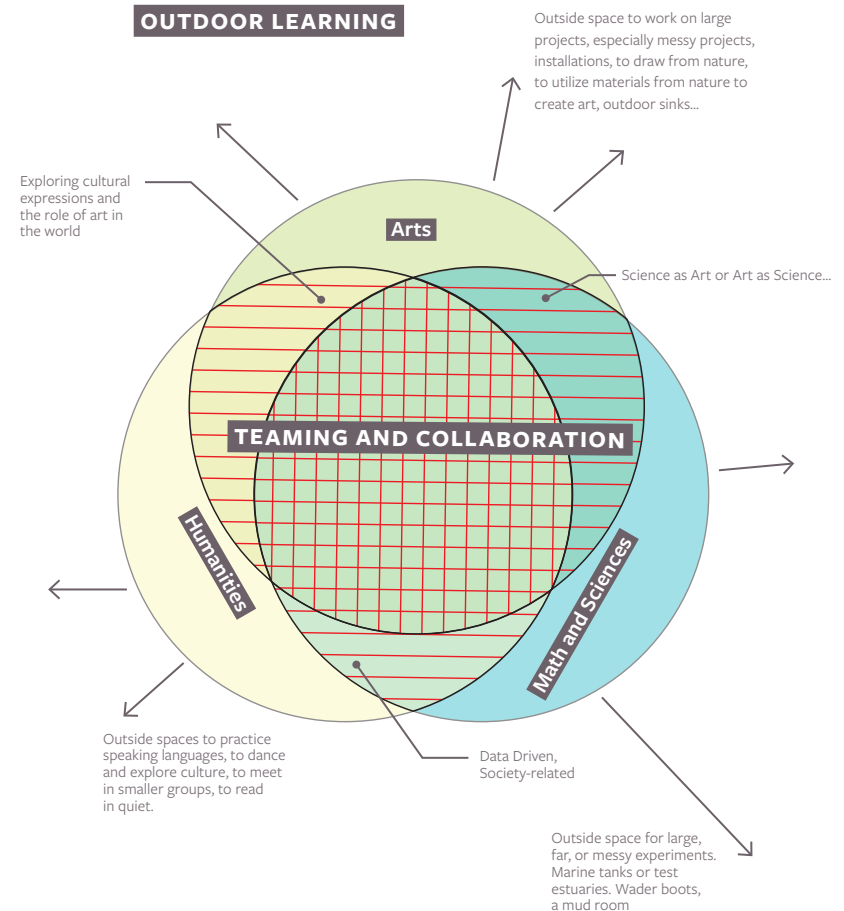 OUTDOOR LEARNING
Outside space to work on large
projects, especially messy projects,
installations, to draw from nature,
to utilize materials from nature to
create art, outdoor sinks...
Exploring cultural
expressions and
the role of art in
the world
Arts
Science as Art or Art as Science...
TEAMING AND COLLABORATION
Humanities
Math and Sciences
Outside spaces to practice
speaking languages, to dance
and explore culture, to meet
in smaller groups, to read
in quiet.
Data Driven,
Society-related
Outside space for large,
far, or messy experiments.
Marine tanks or test
estuaries. Wader boots,
a mud room